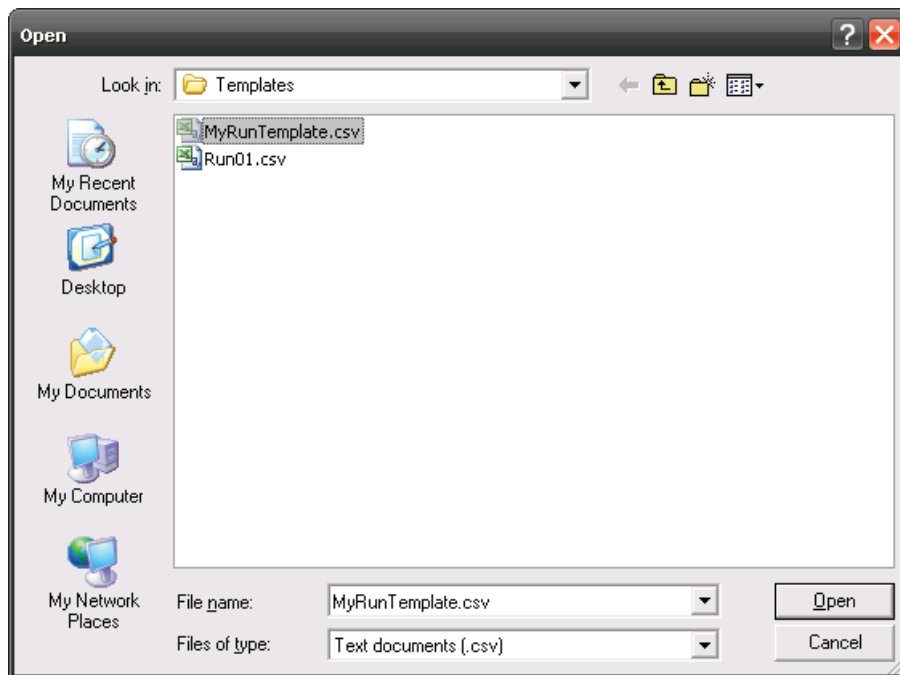 Open
Look in: Templates
MyRunTemplate.csv
Run01.csv
My Recent
Documents
Desktop
My Documents
My Computer
My Network
Places
File name: MyRunTemplate.csv Open
Files of type: Text documents (.csv) Cancel